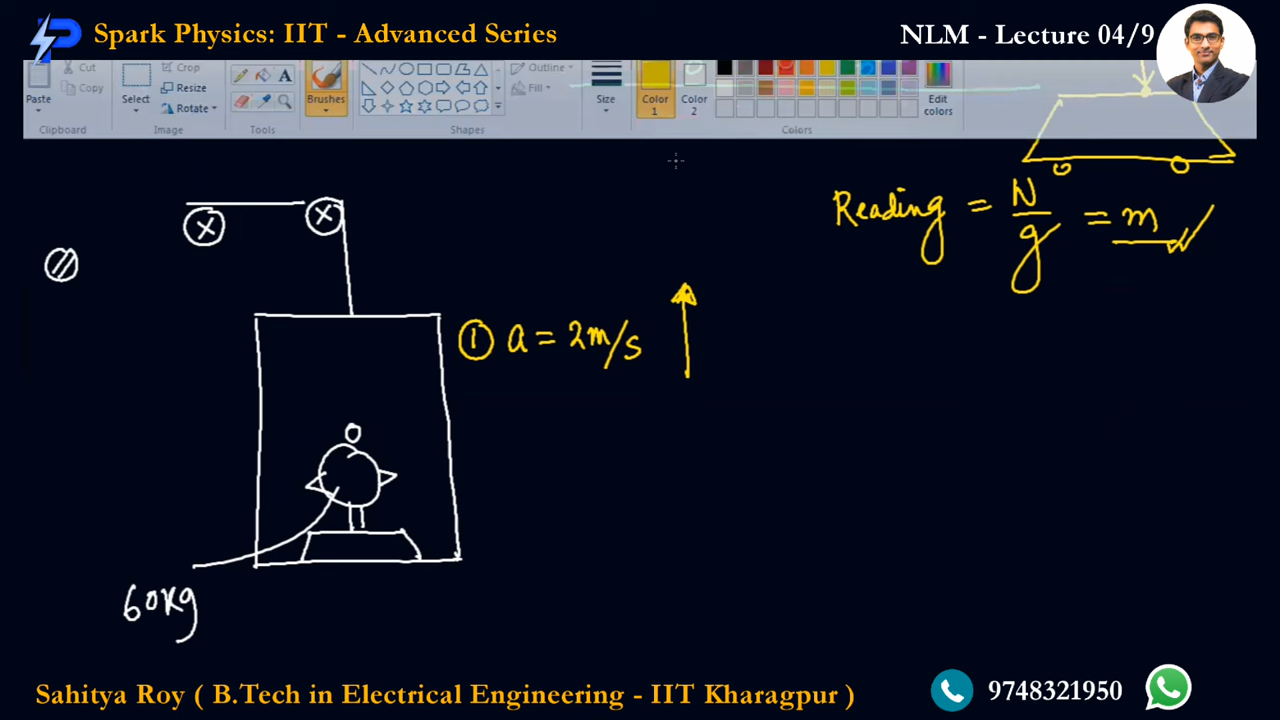 Spark Physics: IIT - Advanced Series
NLM - Lecture 04/9
Paste
Cut
Copy
Clipboard
Select
Crop
Resize
Rotate
Image
A
Tools
Brushes
Shapes
Outline
Fill
Size
Color 1
Color 2
Edit colors
Colors
Reading = N/g = m
① a = 2m/s
60kg
Sahitya Roy ( B.Tech in Electrical Engineering - IIT Kharagpur )
9748321950